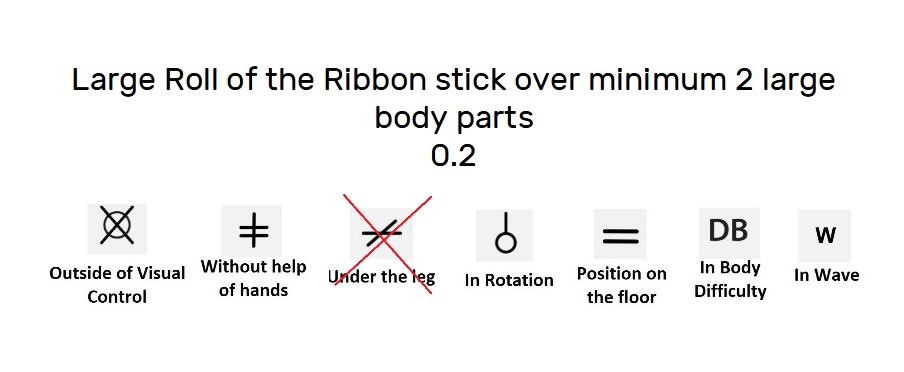 Large Roll of the Ribbon stick over minimum 2 large
body parts
0.2
DB
W
Outside of Visual
Control
Without help
of hands
Under the leg
In Rotation
Position on
the floor
In Body
Difficulty
In Wave